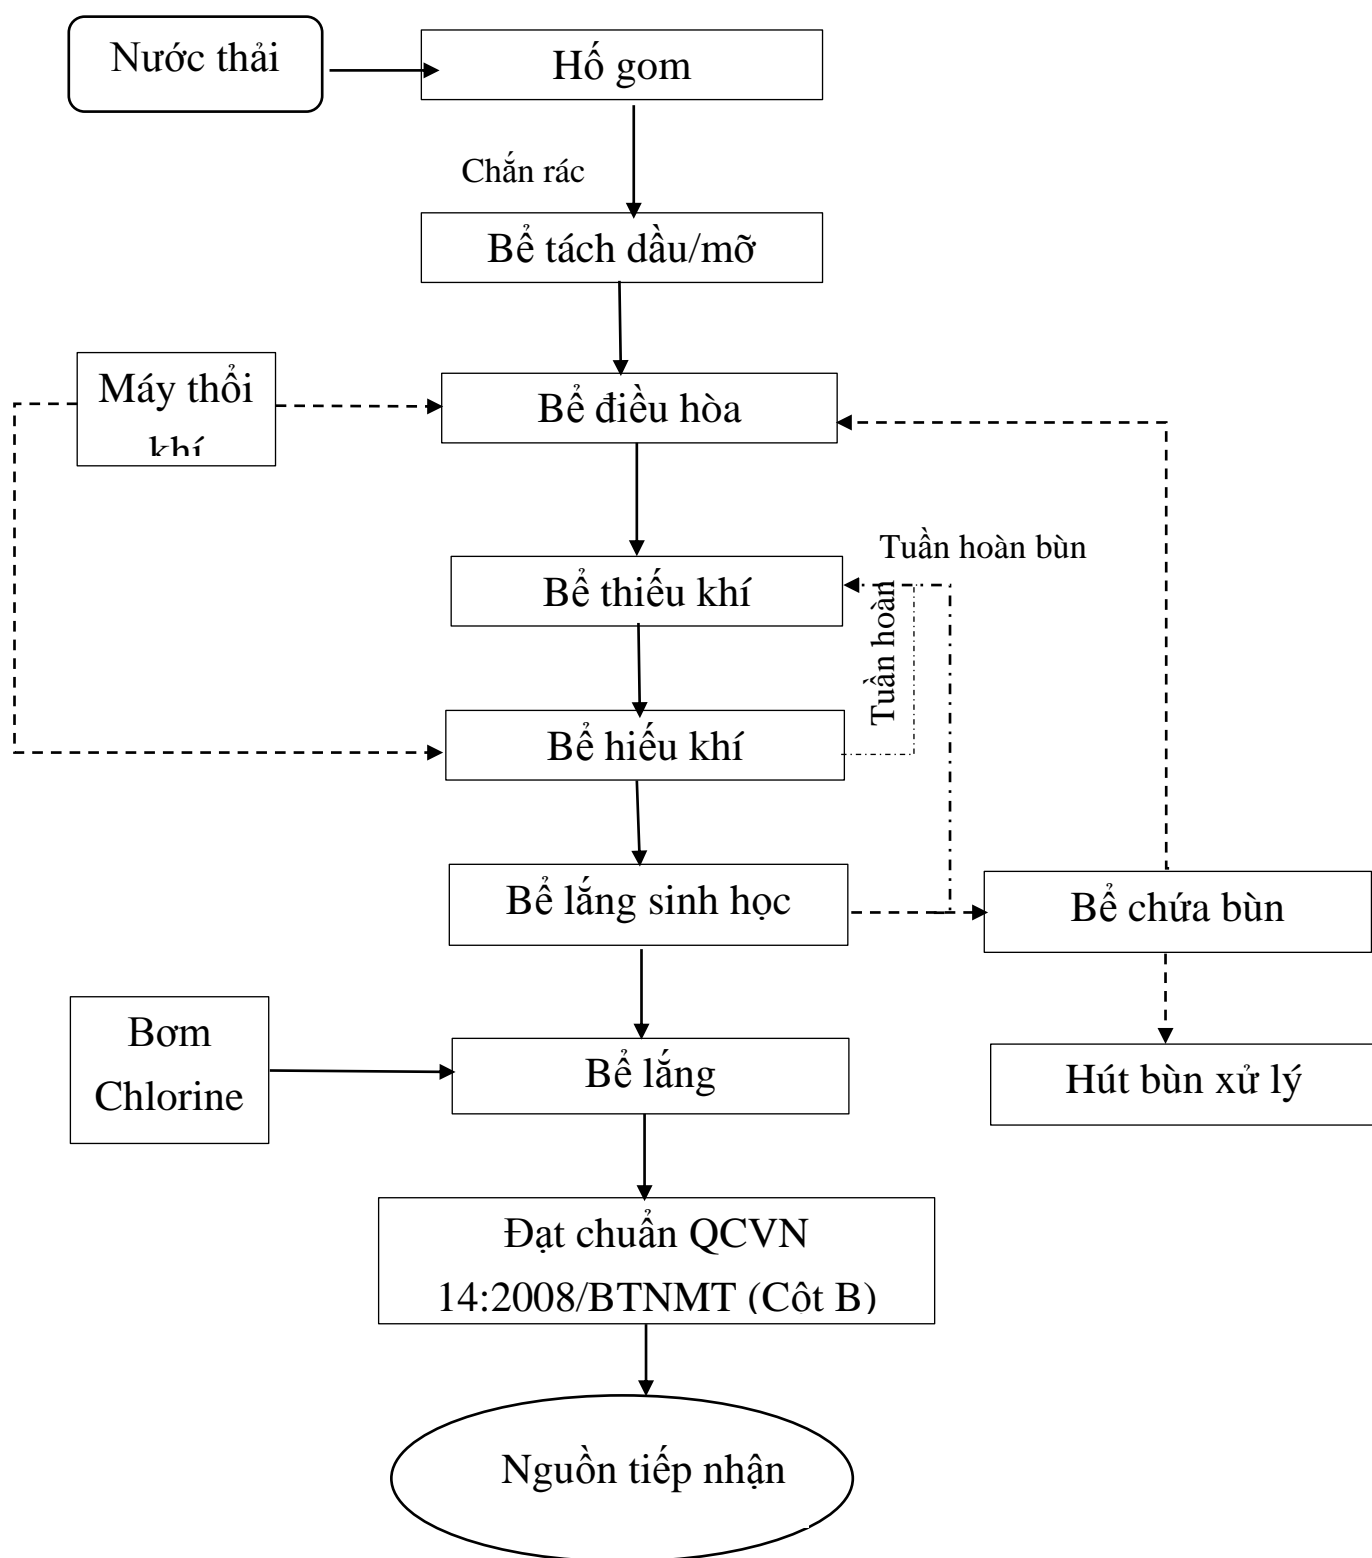 Nước thải
Hố gom
Chắn rác
Bể tách dầu/mỡ
Máy thổi
khí
Bể điều hòa
Tuần hoàn bùn
Bể thiếu khí
Tuần hoàn
Bể hiếu khí
Bể lắng sinh học
Bể chứa bùn
Bơm
Chlorine
Bể lắng
Hút bùn xử lý
Đạt chuẩn QCVN
14:2008/BTNMT (Cột B)
Nguồn tiếp nhận